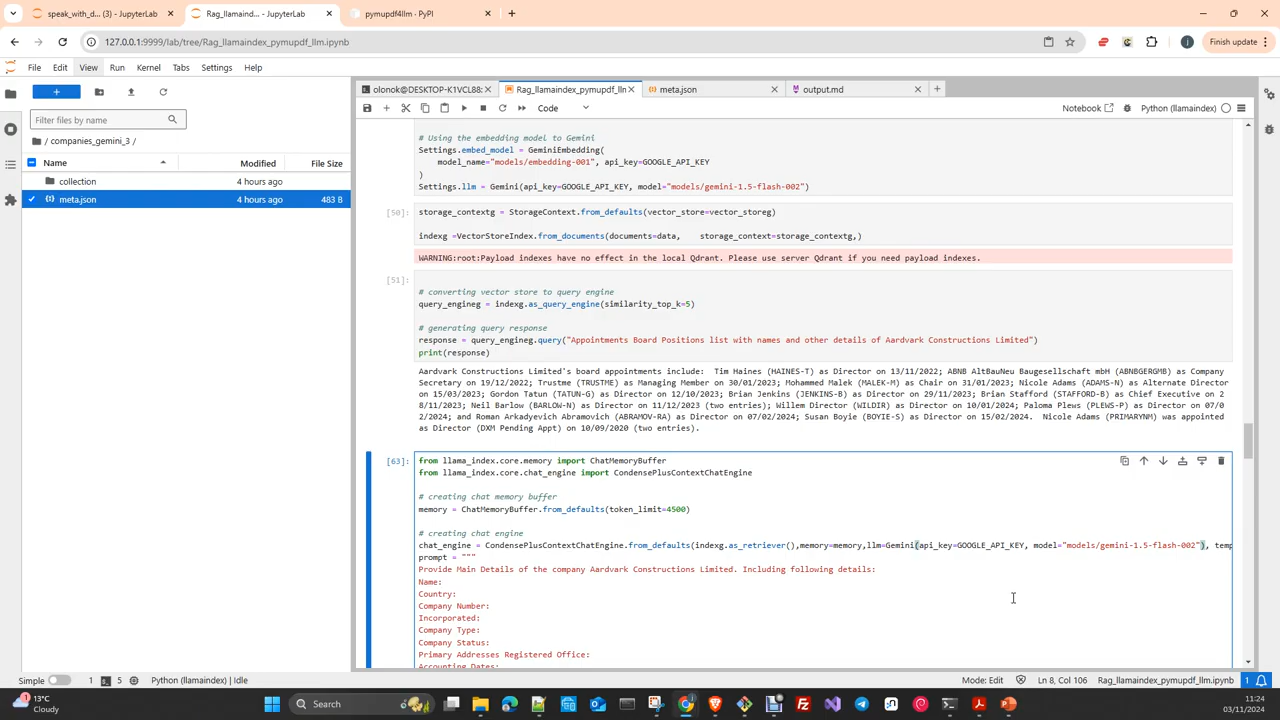 speak_with_d... (3) - JupyterLab
Rag_llamaind... - JupyterLab
pymupdf4llm · PyPI
127.0.0.1:9999/lab/tree/Rag_llamaindex_pymupdf_llm.ipynb
Finish update
File Edit View Run Kernel Tabs Settings Help
Filter files by name
/ companies_gemini_3 /
Name Modified File Size
collection 4 hours ago
meta.json 4 hours ago 483 B
olonok@DESKTOP-K1VCL88:
Rag_llamaindex_pymupdf_lln
meta.json
output.md
Code
Notebook
Python (llamaindex)
# Using the embedding model to Gemini
Settings.embed_model = GeminiEmbedding(
model_name="models/embedding-001", api_key=GOOGLE_API_KEY
)
Settings.llm = Gemini(api_key=GOOGLE_API_KEY, model="models/gemini-1.5-flash-002")
[50]:
storage_contextg = StorageContext.from_defaults(vector_store=vector_storeg)
indexg =VectorStoreIndex.from_documents(documents=data,    storage_context=storage_contextg,)
WARNING:root:Payload indexes have no effect in the local Qdrant. Please use server Qdrant if you need payload indexes.
[51]:
# converting vector store to query engine
query_engineg = indexg.as_query_engine(similarity_top_k=5)
# generating query response
response = query_engineg.query("Appointments Board Positions list with names and other details of Aardvark Constructions Limited")
print(response)
Aardvark Constructions Limited's board appointments include:  Tim Haines (HAINES-T) as Director on 13/11/2022; ABNB AltBauNeu Baugesellschaft mbH (ABNBGERGMB) as Company
Secretary on 19/12/2022; Trustme (TRUSTME) as Managing Member on 30/01/2023; Mohammed Malek (MALEK-M) as Chair on 31/01/2023; Nicole Adams (ADAMS-N) as Alternate Director
on 15/03/2023; Gordon Tatun (TATUN-G) as Director on 12/10/2023; Brian Jenkins (JENKINS-B) as Director on 29/11/2023; Brian Stafford (STAFFORD-B) as Chief Executive on 2
8/11/2023; Neil Barlow (BARLOW-N) as Director on 11/12/2023 (two entries); Willem Director (WILDIR) as Director on 10/01/2024; Paloma Plews (PLEWS-P) as Director on 07/0
2/2024; and Roman Arkadyevich Abramovich (ABRAMOV-RA) as Director on 07/02/2024; Susan Boyie (BOYIE-S) as Director on 15/02/2024.  Nicole Adams (PRIMARYNM) was appointed
as Director (DXM Pending Appt) on 10/09/2020 (two entries).
[63]:
from llama_index.core.memory import ChatMemoryBuffer
from llama_index.core.chat_engine import CondensePlusContextChatEngine
# creating chat memory buffer
memory = ChatMemoryBuffer.from_defaults(token_limit=4500)
# creating chat engine
chat_engine = CondensePlusContextChatEngine.from_defaults(indexg.as_retriever(),memory=memory,llm=Gemini(api_key=GOOGLE_API_KEY, model="models/gemini-1.5-flash-002"), temp
prompt = """
Provide Main Details of the company Aardvark Constructions Limited. Including following details:
Name:
Country:
Company Number:
Incorporated:
Company Type:
Company Status:
Primary Addresses Registered Office:
Accounting Dates:
Simple
1
5
Python (llamaindex) | Idle
Mode: Edit
Ln 8, Col 106
Rag_llamaindex_pymupdf_llm.ipynb
1
13°C
Cloudy
Search
11:24
03/11/2024